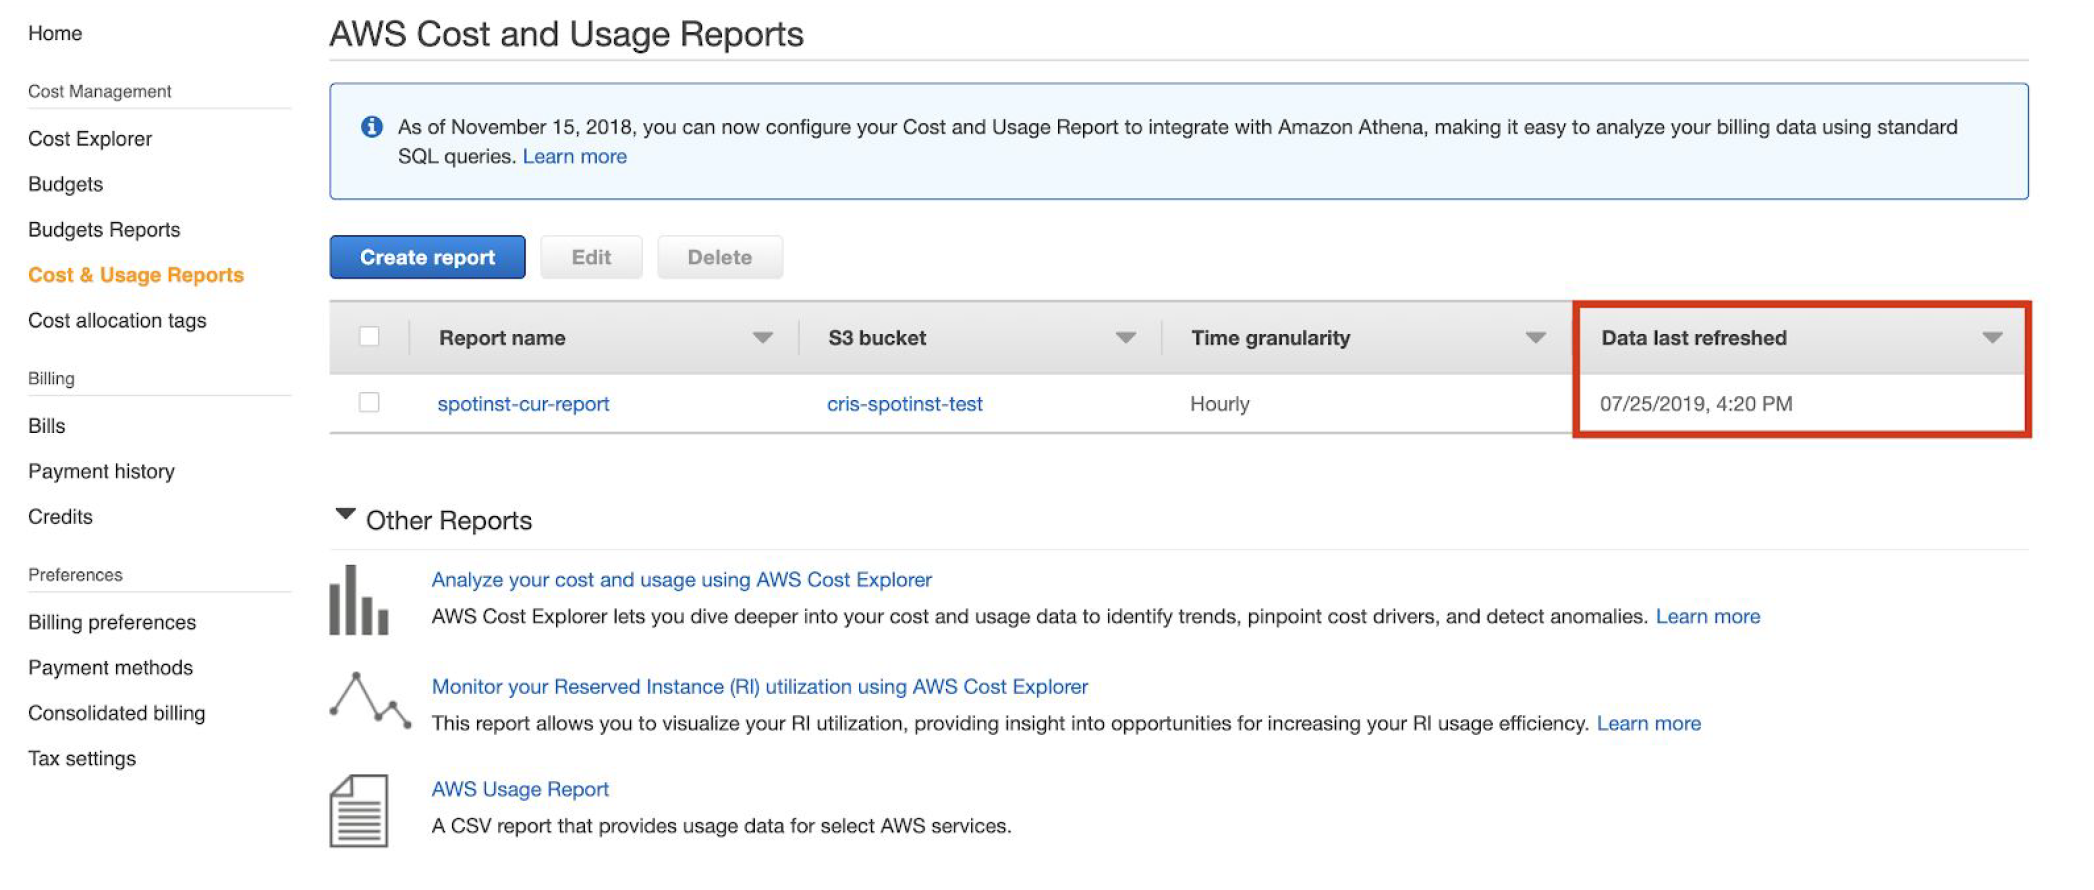 Home
Cost Management
Cost Explorer
Budgets
Budgets Reports
Cost & Usage Reports
Cost allocation tags
Billing
Bills
Payment history
Credits
Preferences
Billing preferences
Payment methods
Consolidated billing
Tax settings
AWS Cost and Usage Reports
As of November 15, 2018, you can now configure your Cost and Usage Report to integrate with Amazon Athena, making it easy to analyze your billing data using standard
SQL queries. Learn more
Create report Edit Delete
Report name S3 bucket Time granularity Data last refreshed
spotinst-cur-report cris-spotinst-test Hourly 07/25/2019, 4:20 PM
Other Reports
Analyze your cost and usage using AWS Cost Explorer
AWS Cost Explorer lets you dive deeper into your cost and usage data to identify trends, pinpoint cost drivers, and detect anomalies. Learn more
Monitor your Reserved Instance (RI) utilization using AWS Cost Explorer
This report allows you to visualize your RI utilization, providing insight into opportunities for increasing your RI usage efficiency. Learn more
AWS Usage Report
A CSV report that provides usage data for select AWS services.